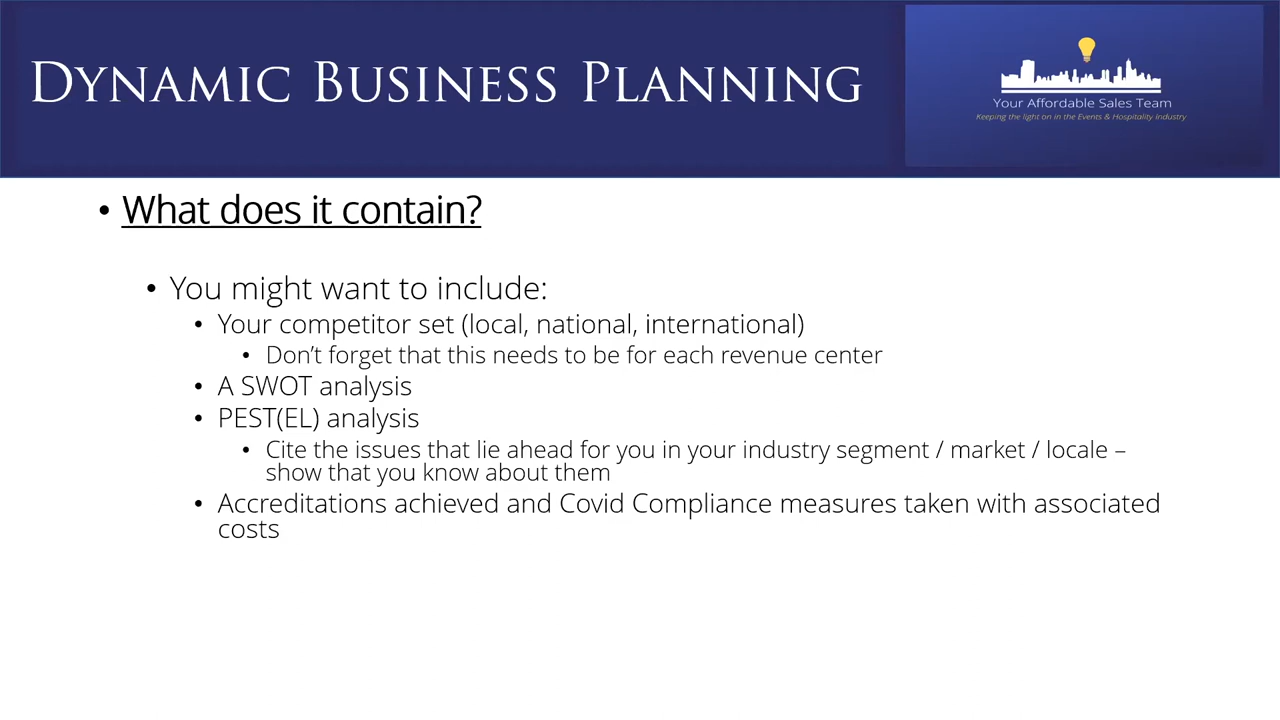 Dynamic Business Planning
Your Affordable Sales Team
Keeping the light on in the Events & Hospitality Industry
• What does it contain?
• You might want to include:
• Your competitor set (local, national, international)
• Don’t forget that this needs to be for each revenue center
• A SWOT analysis
• PEST(EL) analysis
• Cite the issues that lie ahead for you in your industry segment / market / locale –
show that you know about them
• Accreditations achieved and Covid Compliance measures taken with associated
costs